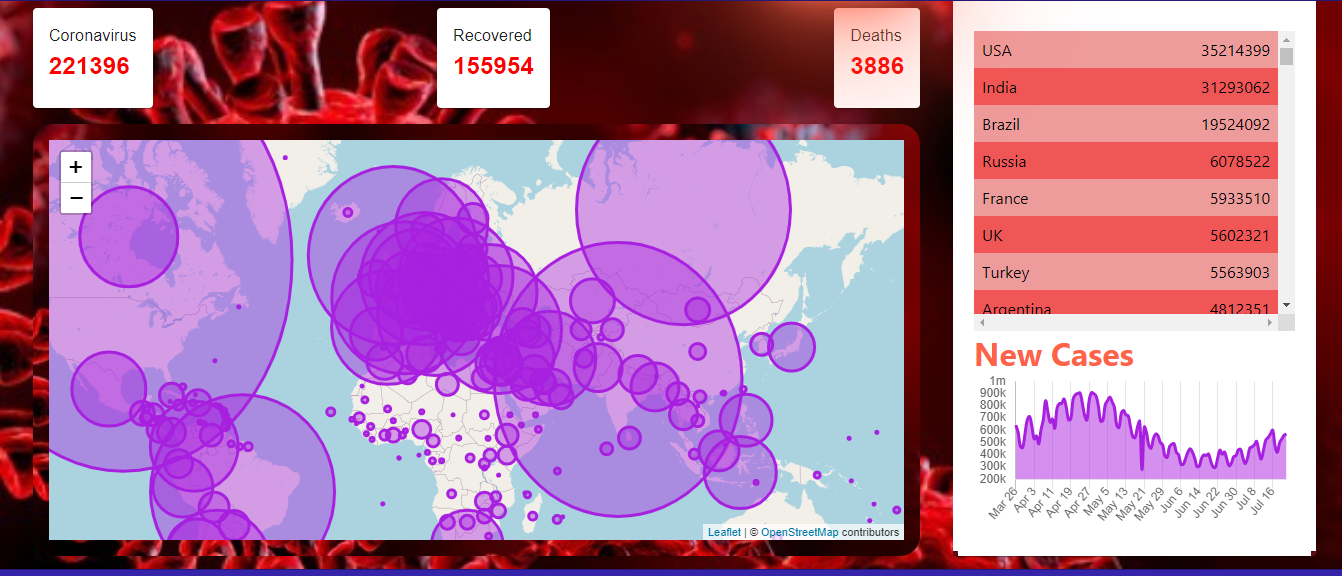 Coronavirus
221396
Recovered
155954
Deaths
3886
+
−
Leaflet | © OpenStreetMap contributors
USA 35214399
India 31293062
Brazil 19524092
Russia 6078522
France 5933510
UK 5602321
Turkey 5563903
Argentina 4812351
New Cases
1m
900k
800k
700k
600k
500k
400k
300k
200k
Mar 26
Apr 3
Apr 11
Apr 19
Apr 27
May 5
May 13
May 21
May 29
Jun 6
Jun 14
Jun 22
Jun 30
Jul 8
Jul 16